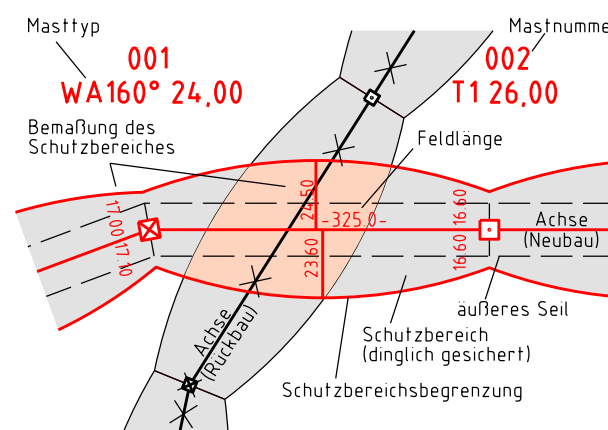 Masttyp
Mastnumme
001
WA160° 24,00
002
T1 26,00
Bemaßung des
Schutzbereiches
Feldlänge
17.00
17.10
24.50
23.60
-325.0-
16.60
16.60
Achse
(Neubau)
Achse
(Rückbau)
äußeres Seil
Schutzbereich
(dinglich gesichert)
Schutzbereichsbegrenzung